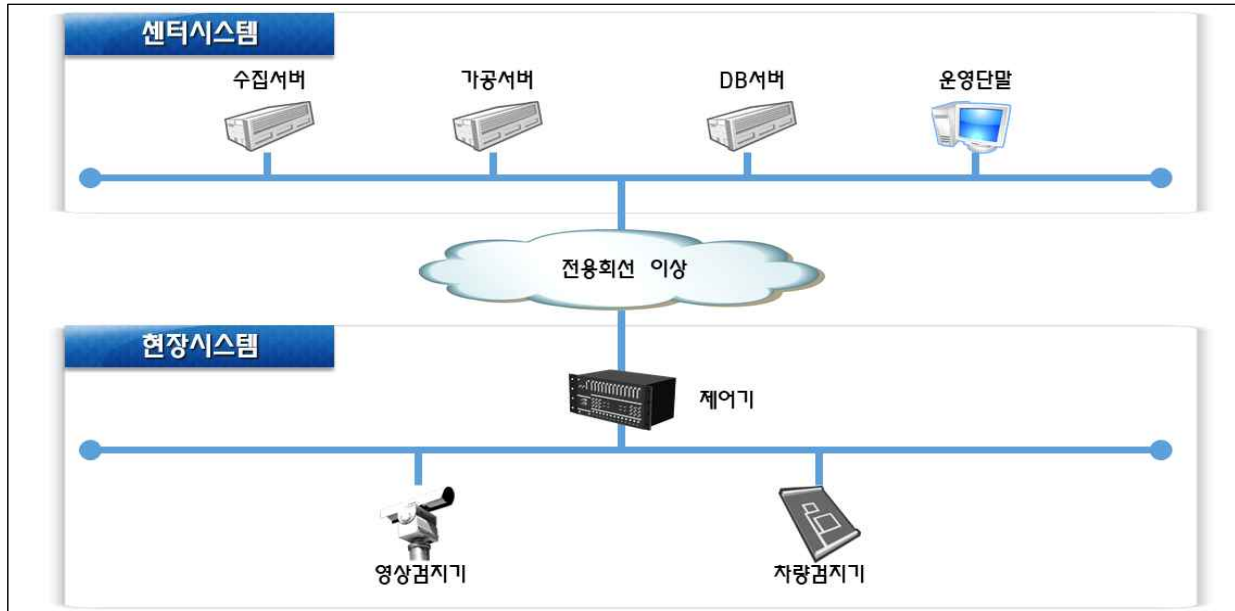 센터시스템
수집서버
가공서버
DB서버
운영단말
전용회선 이상
현장시스템
제어기
영상검지기
차량검지기